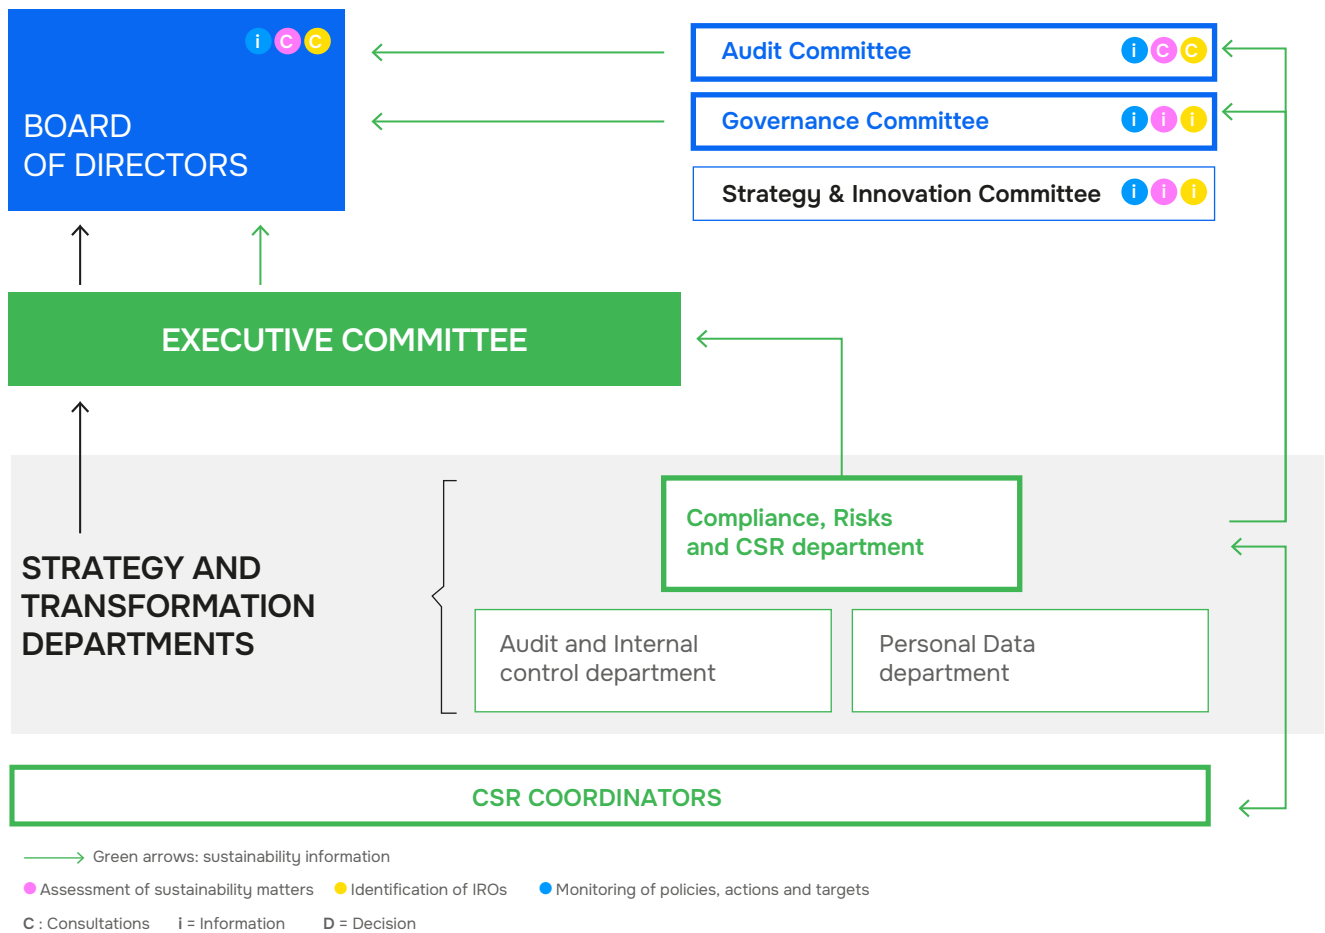 i C C
BOARD
OF DIRECTORS
Audit Committee i C C
Governance Committee i i i
Strategy & Innovation Committee i i i
EXECUTIVE COMMITTEE
STRATEGY AND
TRANSFORMATION
DEPARTMENTS
Compliance, Risks
and CSR department
Audit and Internal
control department
Personal Data
department
CSR COORDINATORS
Green arrows: sustainability information
Assessment of sustainability matters Identification of IROs Monitoring of policies, actions and targets
C : Consultations i = Information D = Decision